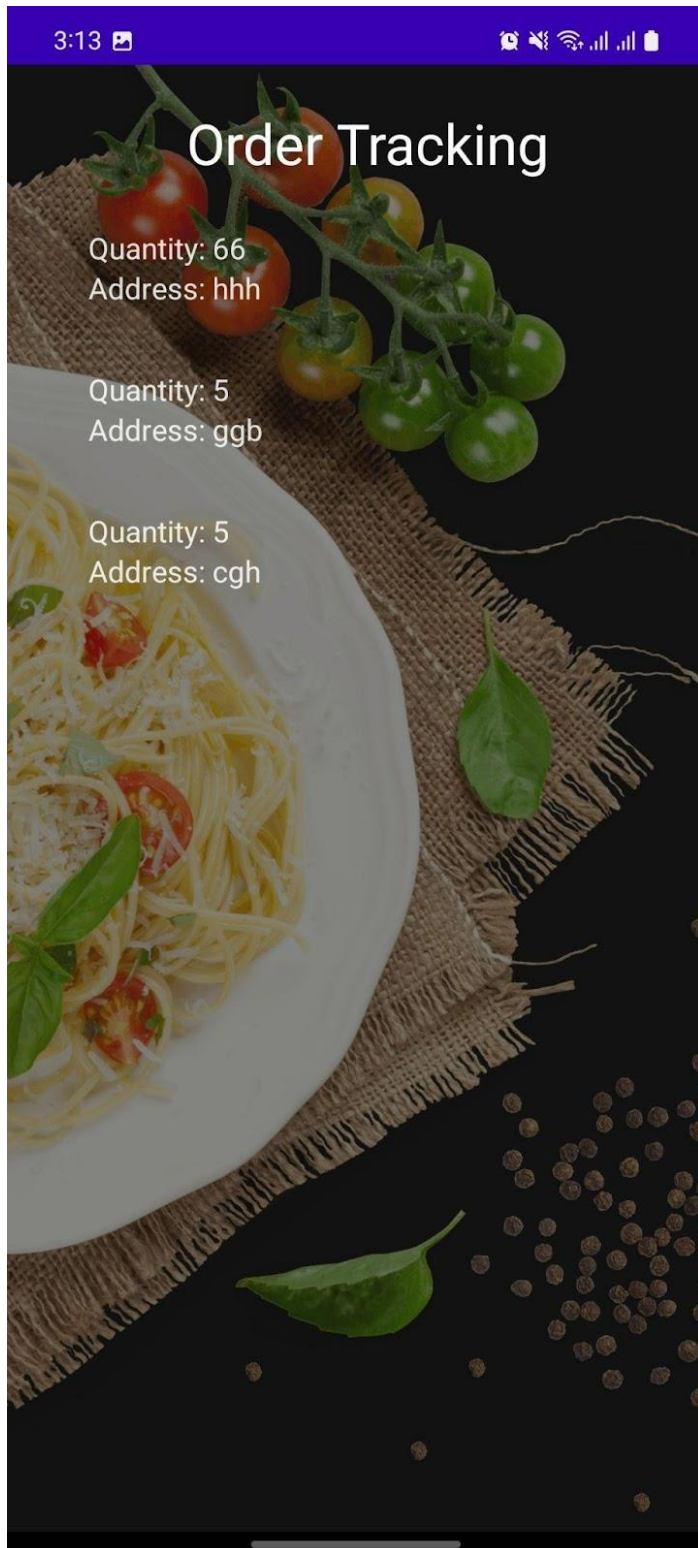 3:13
Order Tracking
Quantity: 66
Address: hhh
Quantity: 5
Address: ggb
Quantity: 5
Address: cgh